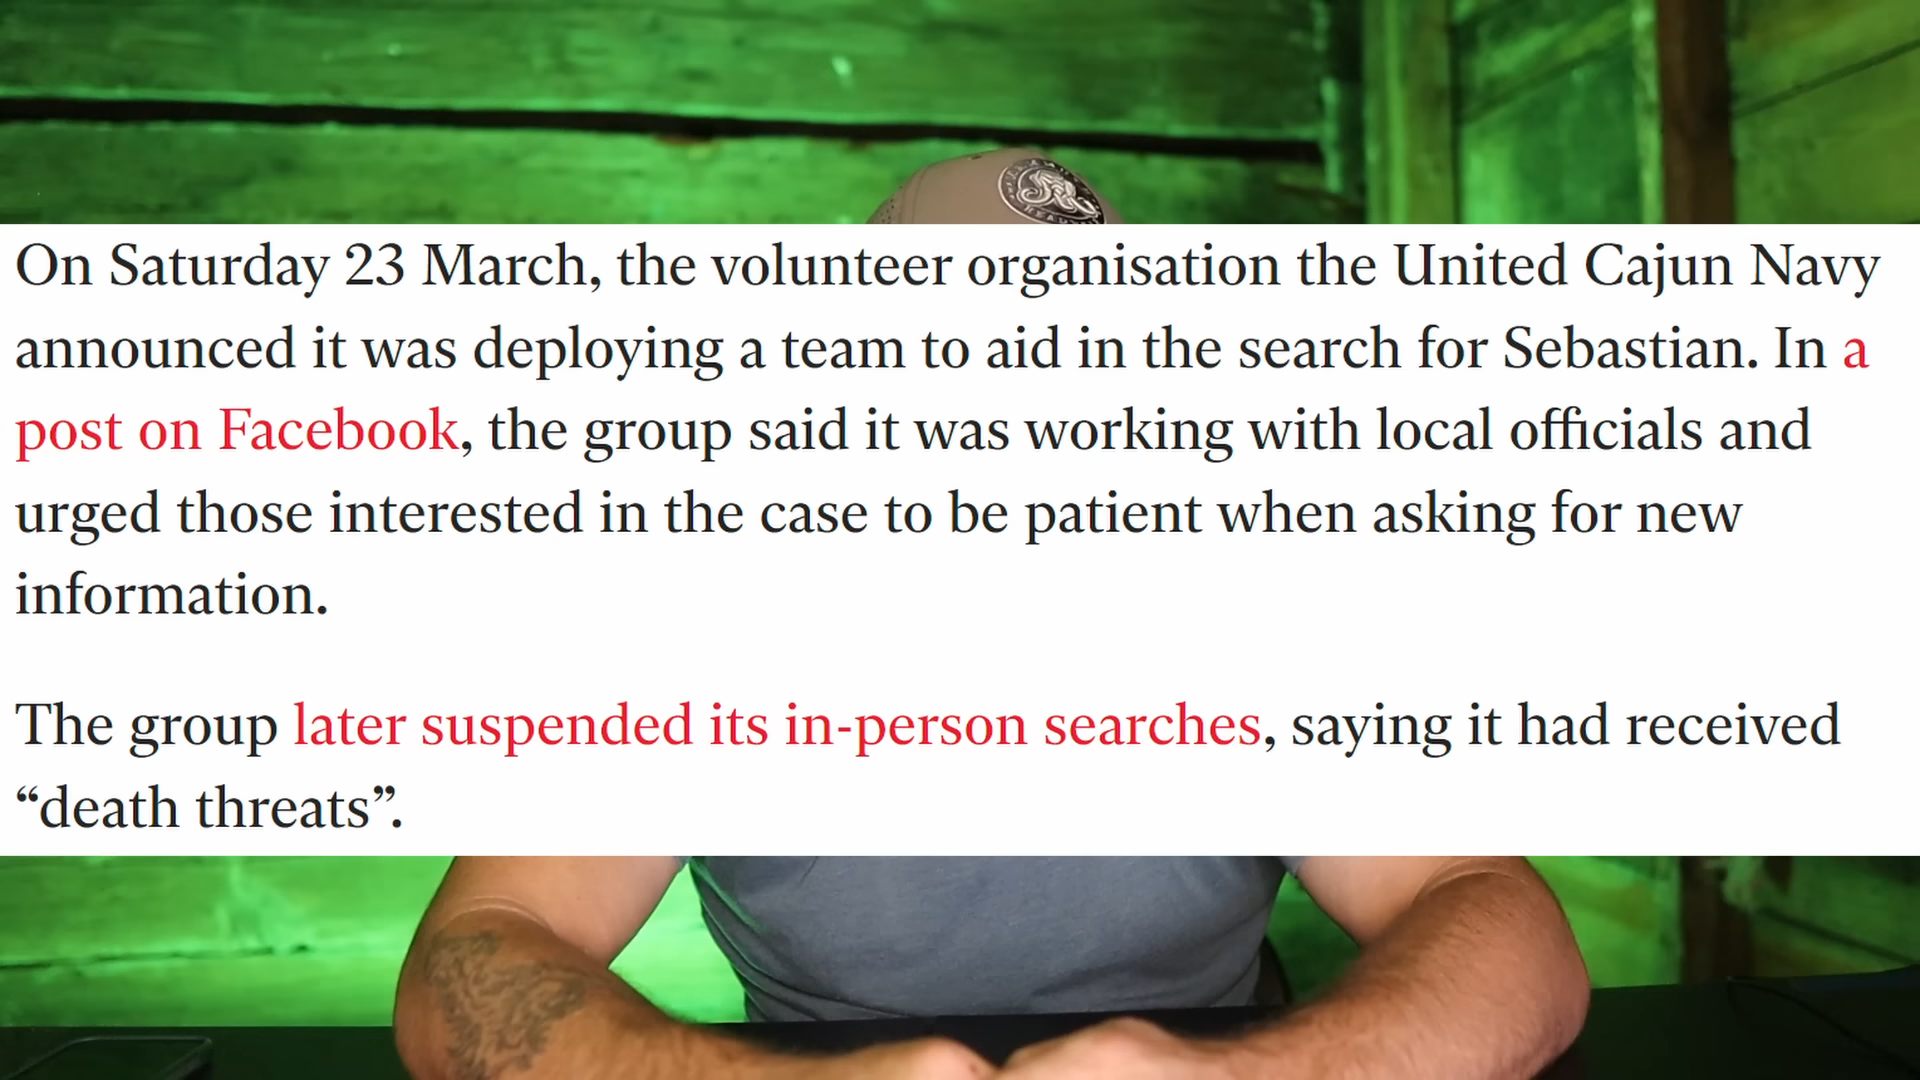 On Saturday 23 March, the volunteer organisation the United Cajun Navy
announced it was deploying a team to aid in the search for Sebastian. In a
post on Facebook, the group said it was working with local officials and
urged those interested in the case to be patient when asking for new
information.
The group later suspended its in-person searches, saying it had received
“death threats”.